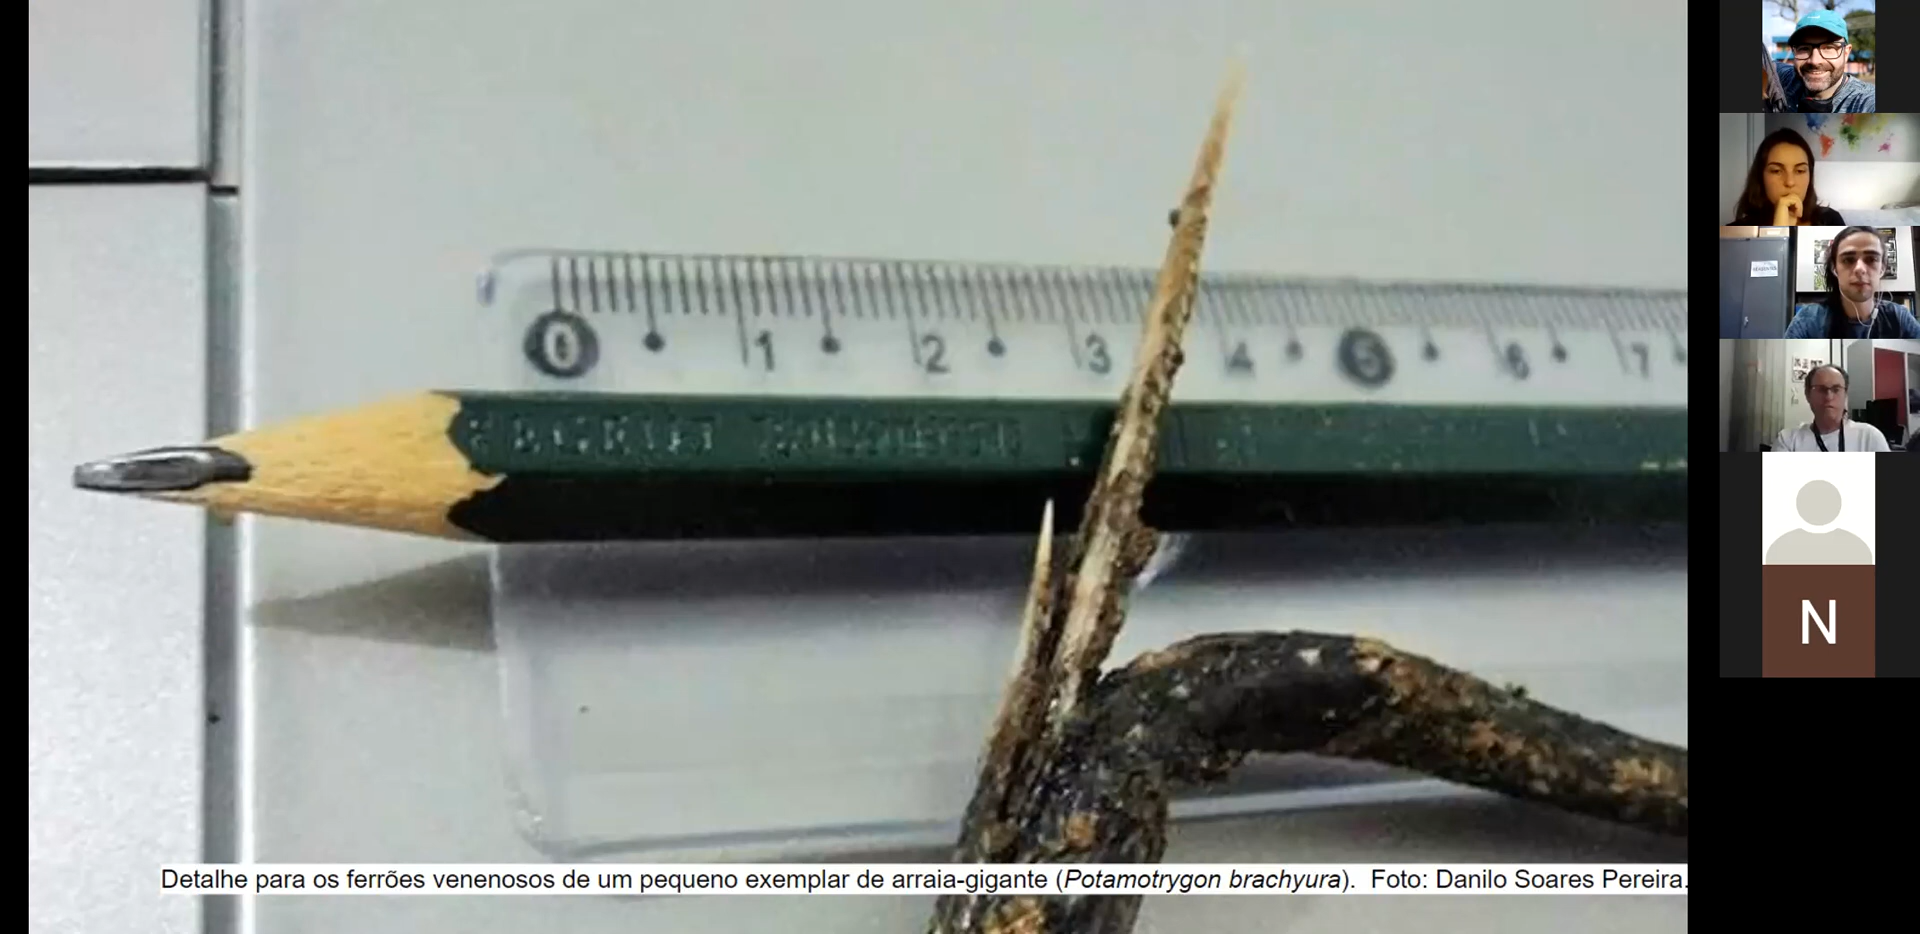 0 1 2 3 4 5 6 7
Detalhe para os ferrões venenosos de um pequeno exemplar de arraia-gigante (Potamotrygon brachyura). Foto: Danilo Soares Pereira.
N